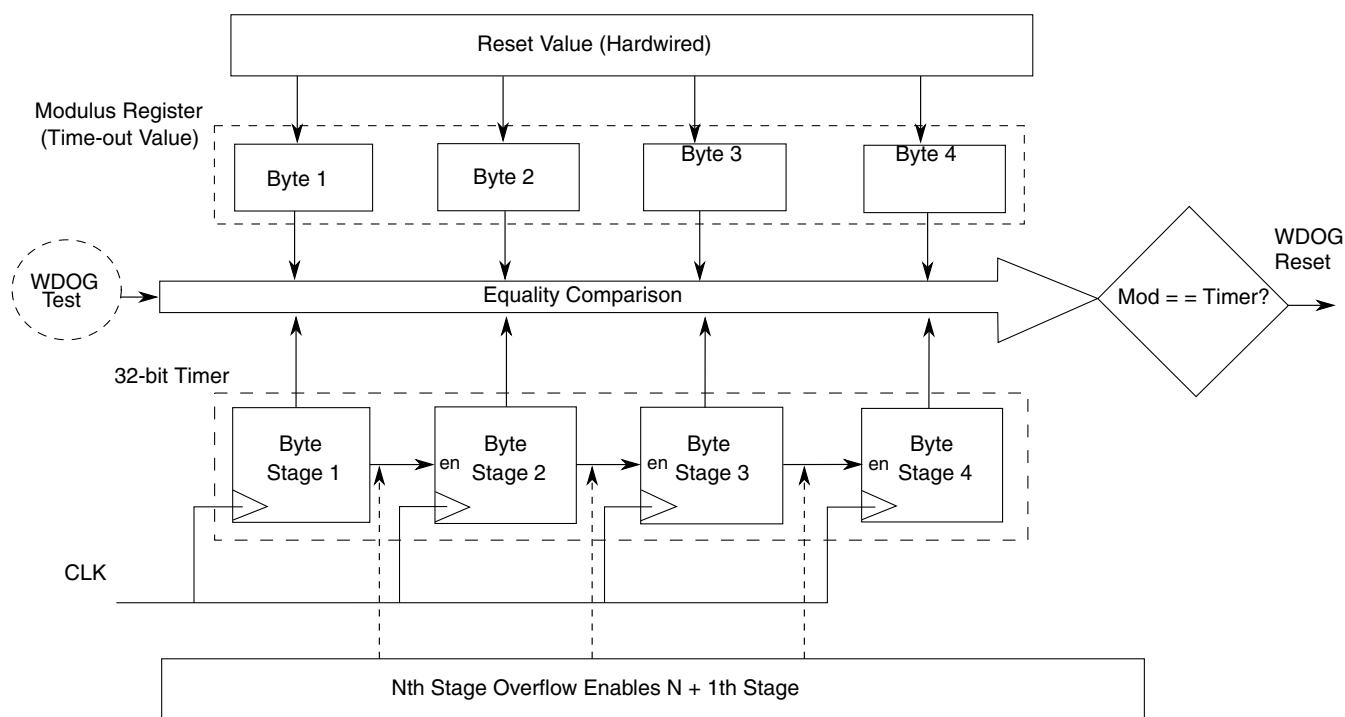 Reset Value (Hardwired)
Modulus Register
(Time-out Value)
Byte 1
Byte 2
Byte 3
Byte 4
WDOG
Test
Equality Comparison
Mod = = Timer?
WDOG
Reset
32-bit Timer
Byte
Stage 1
en
Byte
Stage 2
en
Byte
Stage 3
en
Byte
Stage 4
CLK
Nth Stage Overflow Enables N + 1th Stage